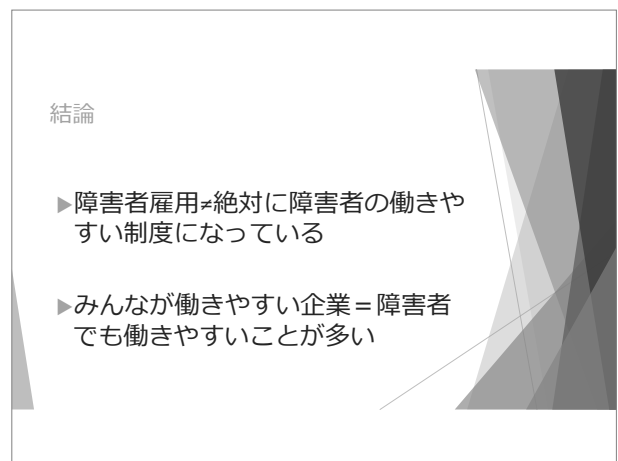 結論
▶障害者雇用≠絶対に障害者の働きや
すい制度になっている
▶みんなが働きやすい企業＝障害者
でも働きやすいことが多い